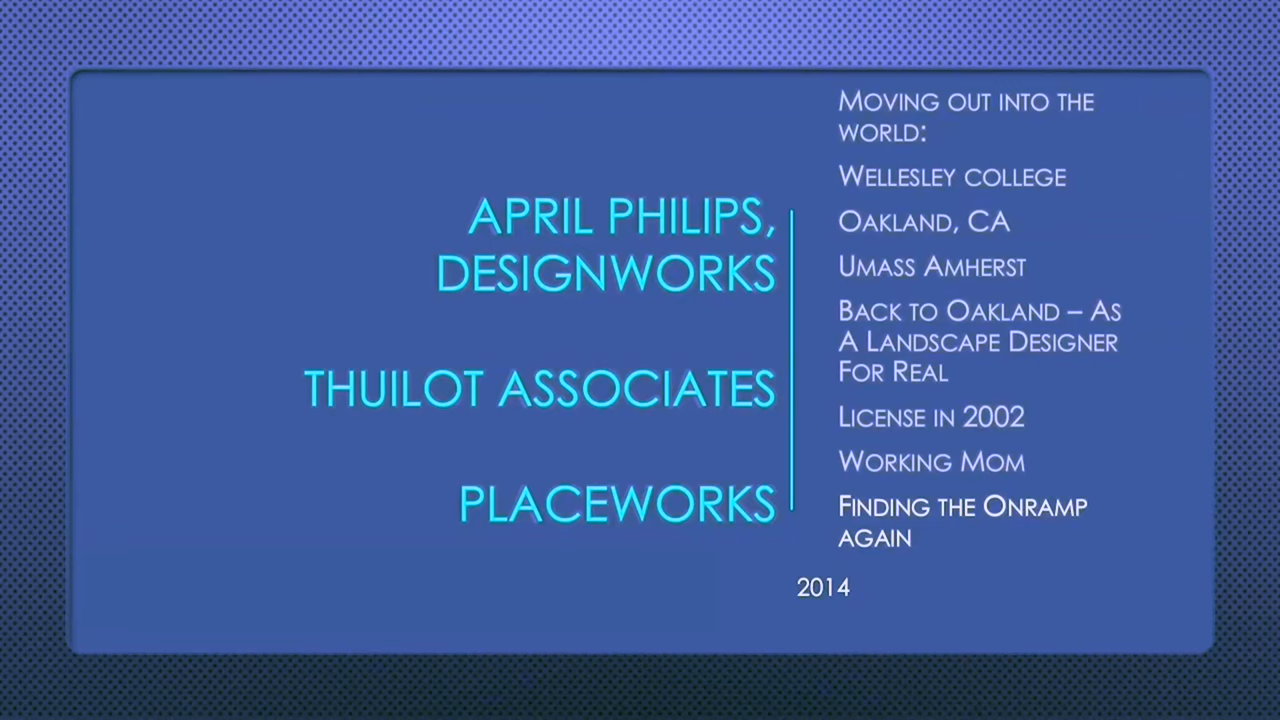 APRIL PHILIPS,
DESIGNWORKS
THUILOT ASSOCIATES
PLACEWORKS
MOVING OUT INTO THE
WORLD:
WELLESLEY COLLEGE
OAKLAND, CA
UMASS AMHERST
BACK TO OAKLAND – AS
A LANDSCAPE DESIGNER
FOR REAL
LICENSE IN 2002
WORKING MOM
FINDING THE ONRAMP
AGAIN
2014